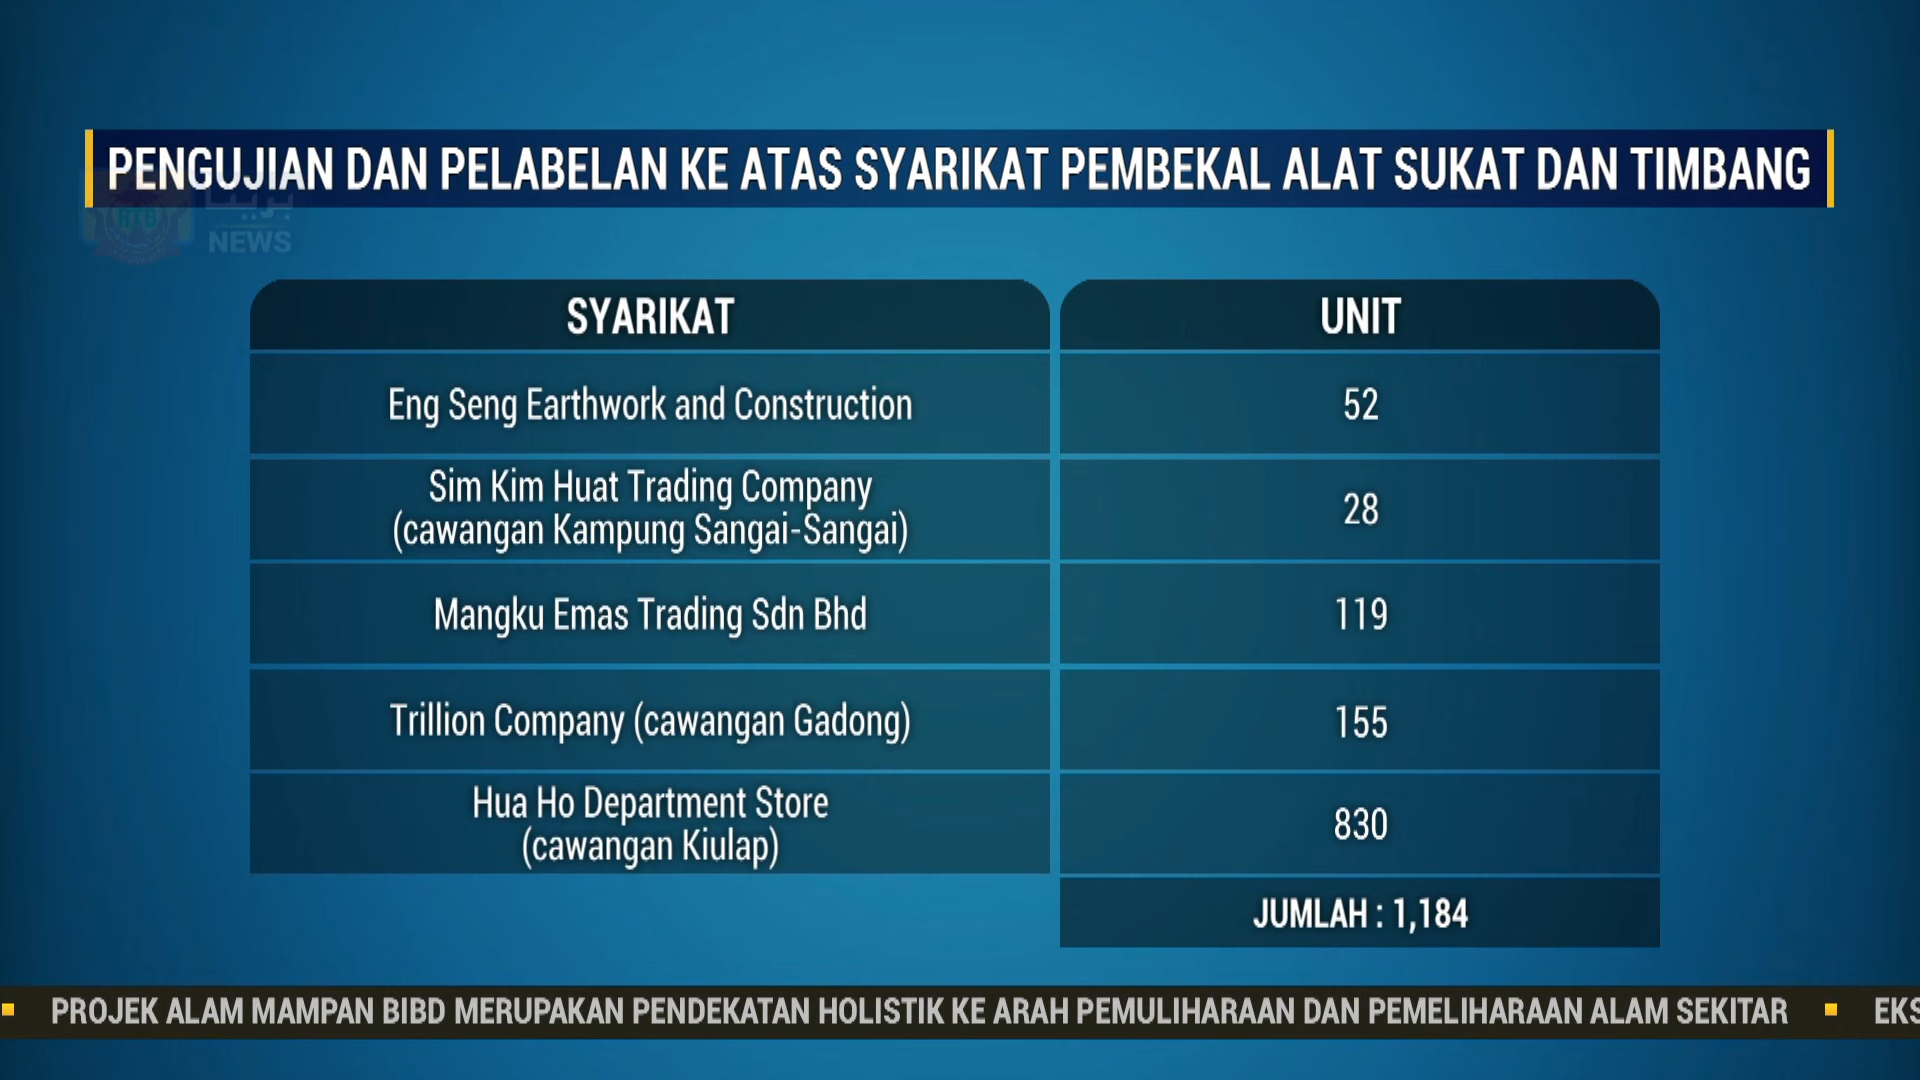 PENGUJIAN DAN PELABELAN KE ATAS SYARIKAT PEMBEKAL ALAT SUKAT DAN TIMBANG
RTB
بريتا
NEWS
SYARIKAT
UNIT
Eng Seng Earthwork and Construction
52
Sim Kim Huat Trading Company
(cawangan Kampung Sangai-Sangai)
28
Mangku Emas Trading Sdn Bhd
119
Trillion Company (cawangan Gadong)
155
Hua Ho Department Store
(cawangan Kiulap)
830
JUMLAH : 1,184
PROJEK ALAM MAMPAN BIBD MERUPAKAN PENDEKATAN HOLISTIK KE ARAH PEMULIHARAAN DAN PEMELIHARAAN ALAM SEKITAR